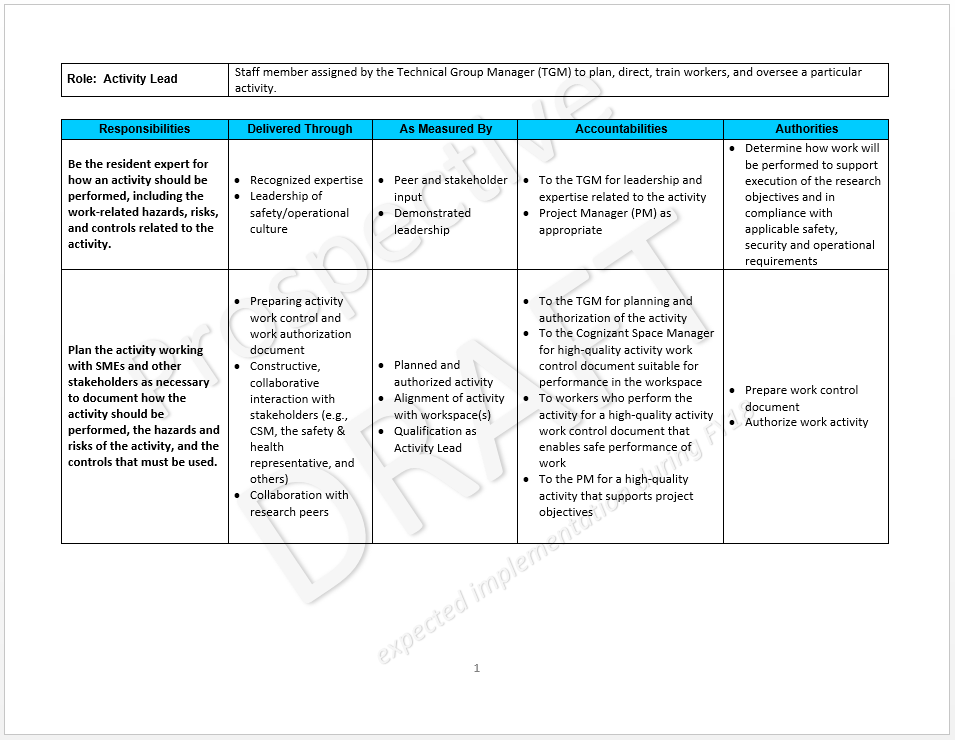 Role:  Activity Lead
Staff member assigned by the Technical Group Manager (TGM) to plan, direct, train workers, and oversee a particular
activity.
Responsibilities
Delivered Through
As Measured By
Accountabilities
Authorities
Be the resident expert for
how an activity should be
performed, including the
work-related hazards, risks,
and controls related to the
activity.
• Recognized expertise
• Leadership of
safety/operational
culture
• Peer and stakeholder
input
• Demonstrated
leadership
• To the TGM for leadership and
expertise related to the activity
• Project Manager (PM) as
appropriate
• Determine how work will
be performed to support
execution of the research
objectives and in
compliance with
applicable safety,
security and operational
requirements
Plan the activity working
with SMEs and other
stakeholders as necessary
to document how the
activity should be
performed, the hazards and
risks of the activity, and the
controls that must be used.
• Preparing activity
work control and
work authorization
document
• Constructive,
collaborative
interaction with
stakeholders (e.g.,
CSM, the safety &
health
representative, and
others)
• Collaboration with
research peers
• Planned and
authorized activity
• Alignment of activity
with workspace(s)
• Qualification as
Activity Lead
• To the TGM for planning and
authorization of the activity
• To the Cognizant Space Manager
for high-quality activity work
control document suitable for
performance in the workspace
• To workers who perform the
activity for a high-quality activity
work control document that
enables safe performance of
work
• To the PM for a high-quality
activity that supports project
objectives
• Prepare work control
document
• Authorize work activity
Prospective
DRAFT
expected implementation during
1